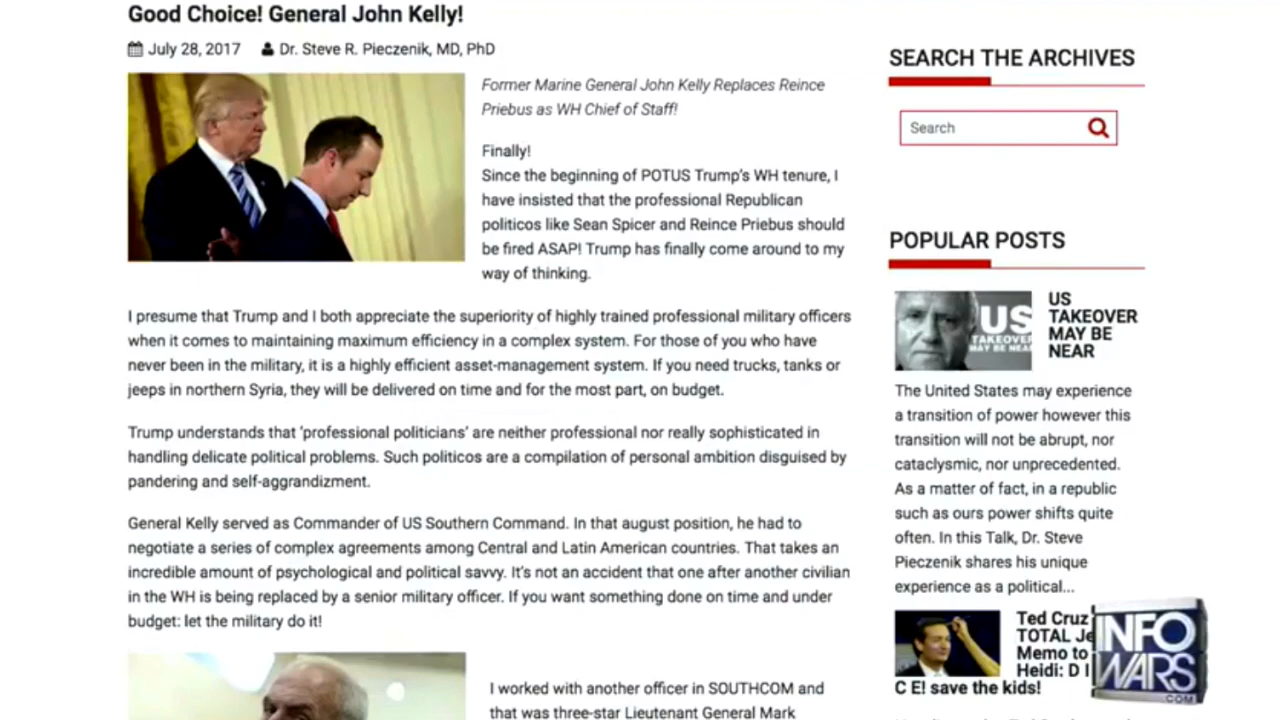 Good Choice! General John Kelly!
July 28, 2017 Dr. Steve R. Pieczenik, MD, PhD
Former Marine General John Kelly Replaces Reince
Priebus as WH Chief of Staff!
Finally!
Since the beginning of POTUS Trump's WH tenure, I
have insisted that the professional Republican
politicos like Sean Spicer and Reince Priebus should
be fired ASAP! Trump has finally come around to my
way of thinking.
I presume that Trump and I both appreciate the superiority of highly trained professional military officers
when it comes to maintaining maximum efficiency in a complex system. For those of you who have
never been in the military, it is a highly efficient asset-management system. If you need trucks, tanks or
jeeps in northern Syria, they will be delivered on time and for the most part, on budget.
Trump understands that 'professional politicians' are neither professional nor really sophisticated in
handling delicate political problems. Such politicos are a compilation of personal ambition disguised by
pandering and self-aggrandizment.
General Kelly served as Commander of US Southern Command. In that august position, he had to
negotiate a series of complex agreements among Central and Latin American countries. That takes an
incredible amount of psychological and political savvy. It's not an accident that one after another civilian
in the WH is being replaced by a senior military officer. If you want something done on time and under
budget: let the military do it!
I worked with another officer in SOUTHCOM and
that was three-star Lieutenant General Mark
SEARCH THE ARCHIVES
Search
POPULAR POSTS
US
TAKEOVER
MAY BE NEAR
US
TAKEOVER
MAY BE
NEAR
The United States may experience
a transition of power however this
transition will not be abrupt, nor
cataclysmic, nor unprecedented.
As a matter of fact, in a republic
such as ours power shifts quite
often. In this Talk, Dr. Steve
Pieczenik shares his unique
experience as a political...
Ted Cruz
TOTAL Je
Memo to
Heidi: D I
C E! save the kids!
INFO
WARS
.COM